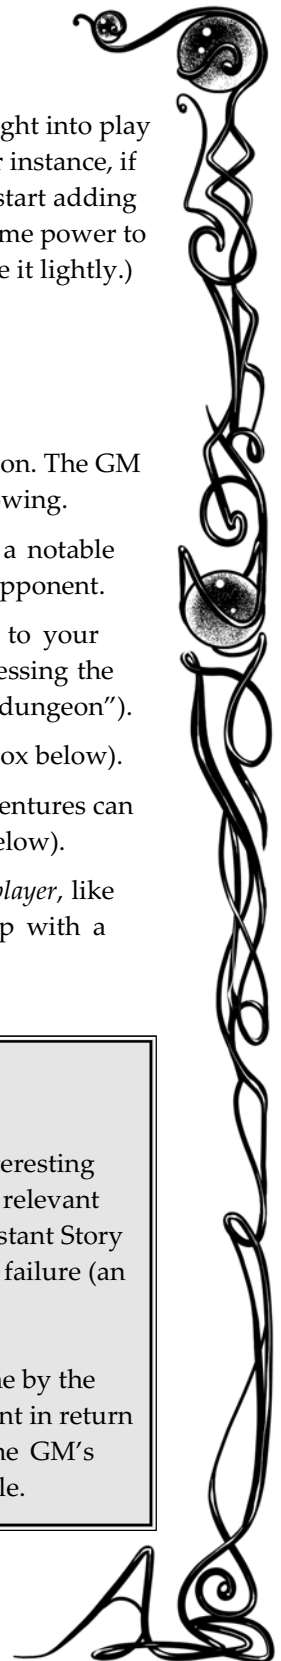 ght into play
instance, if
start adding
me power to
e it lightly.)
on. The GM
owing.
a notable
pponent.
to your
essing the
dungeon”).
ox below).
entures can
elow).
player, like
p with a
eresting
relevant
stant Story
failure (an
e by the
nt in return
he GM’s
le.